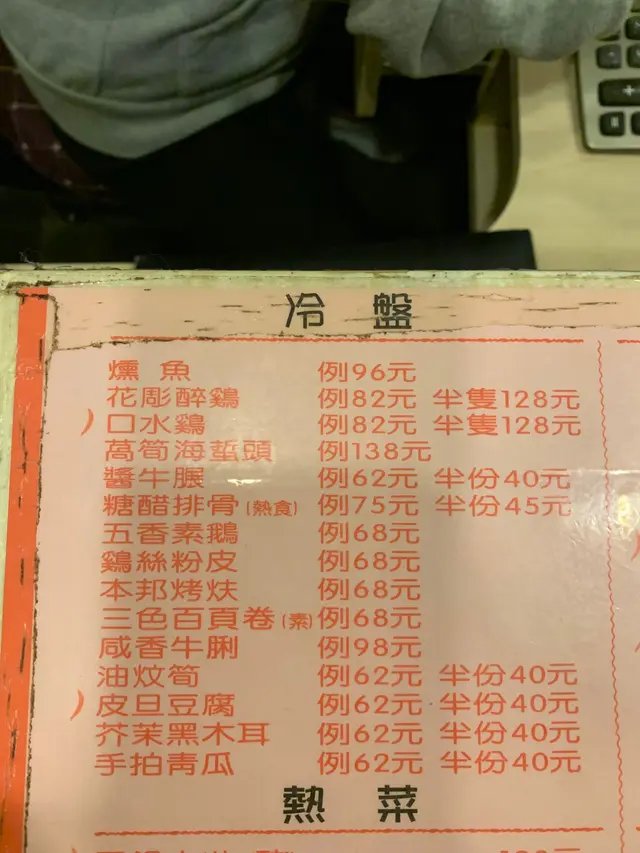 冷盤
燻魚 例96元
花彫醉鷄 例82元 半隻128元
口水鷄 例82元 半隻128元
萵筍海蜇頭 例138元
醬牛𦟌 例62元 半份40元
糖醋排骨(熱食) 例75元 半份45元
五香素鵝 例68元
鷄絲粉皮 例68元
本邦烤夫 例68元
三色百頁卷(素) 例68元
咸香牛脷 例98元
油炆筍 例62元 半份40元
皮旦豆腐 例62元 半份40元
芥茉黑木耳 例62元 半份40元
手拍青瓜 例62元 半份40元
熱菜